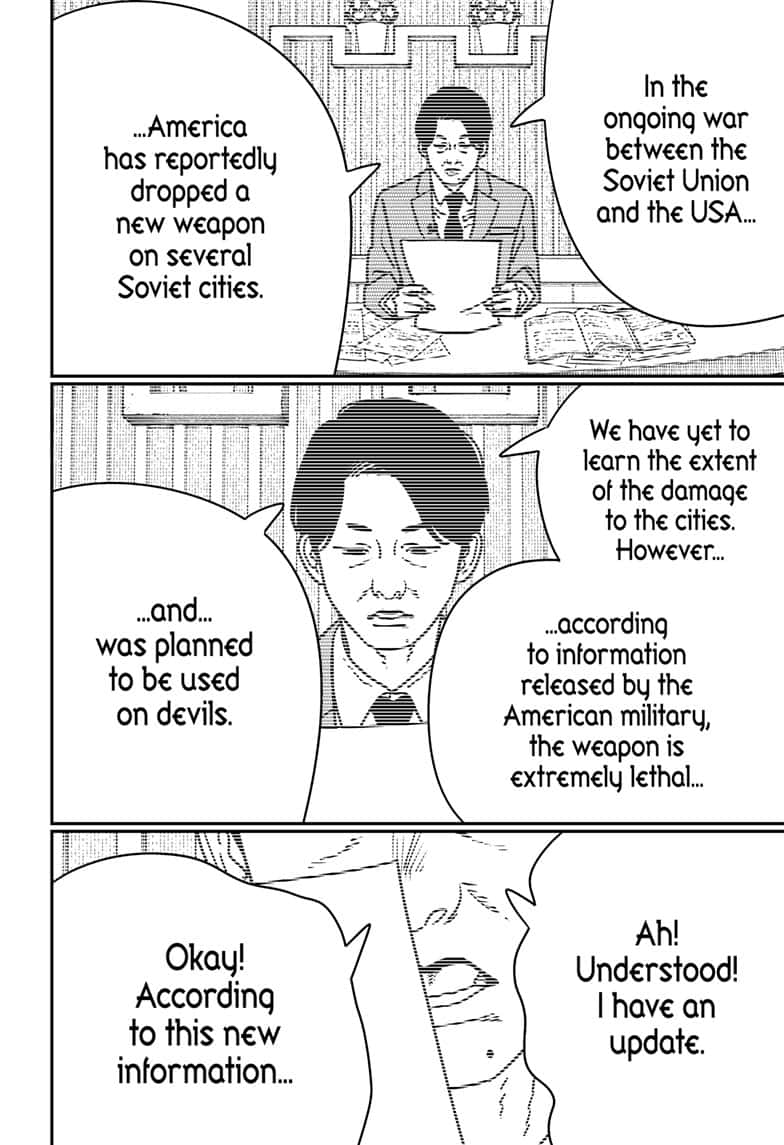 In the
ongoing war
between the
Soviet Union
and the USA...
...America
has reportedly
dropped a
new weapon
on several
Soviet cities.
We have yet to
learn the extent
of the damage
to the cities.
However...
...according
to information
released by the
American military,
the weapon is
extremely lethal...
...and...
was planned
to be used
on devils.
Ah!
Understood!
I have an
update.
Okay!
According
to this new
information...